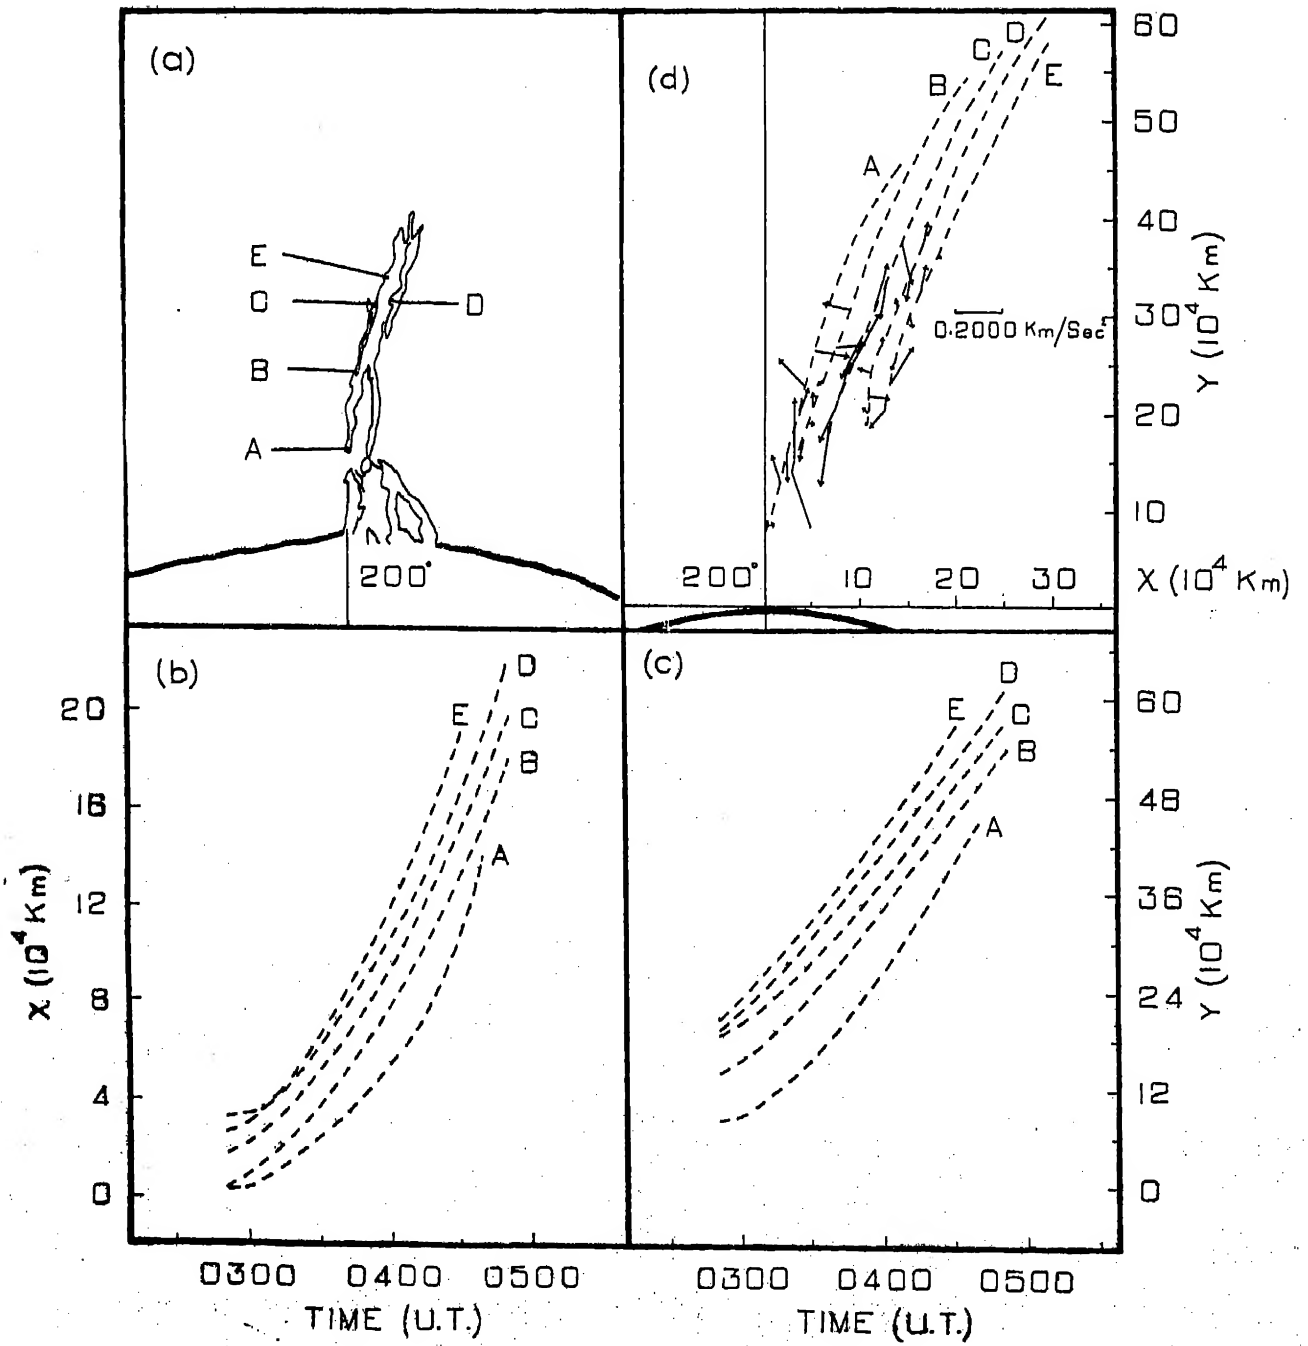 (a)
E
C
D
B
A
200°
(d)
A
B
C
D
E
60
50
40
30
20
10
Y (10⁴ Km)
0.2000 Km/Sec²
200°
10
20
30
X (10⁴ Km)
(b)
E
D
C
B
A
20
16
12
8
4
0
X (10⁴ Km)
0300
0400
0500
TIME (U.T.)
(c)
E
D
C
B
A
60
48
36
24
12
0
Y (10⁴ Km)
0300
0400
0500
TIME (U.T.)